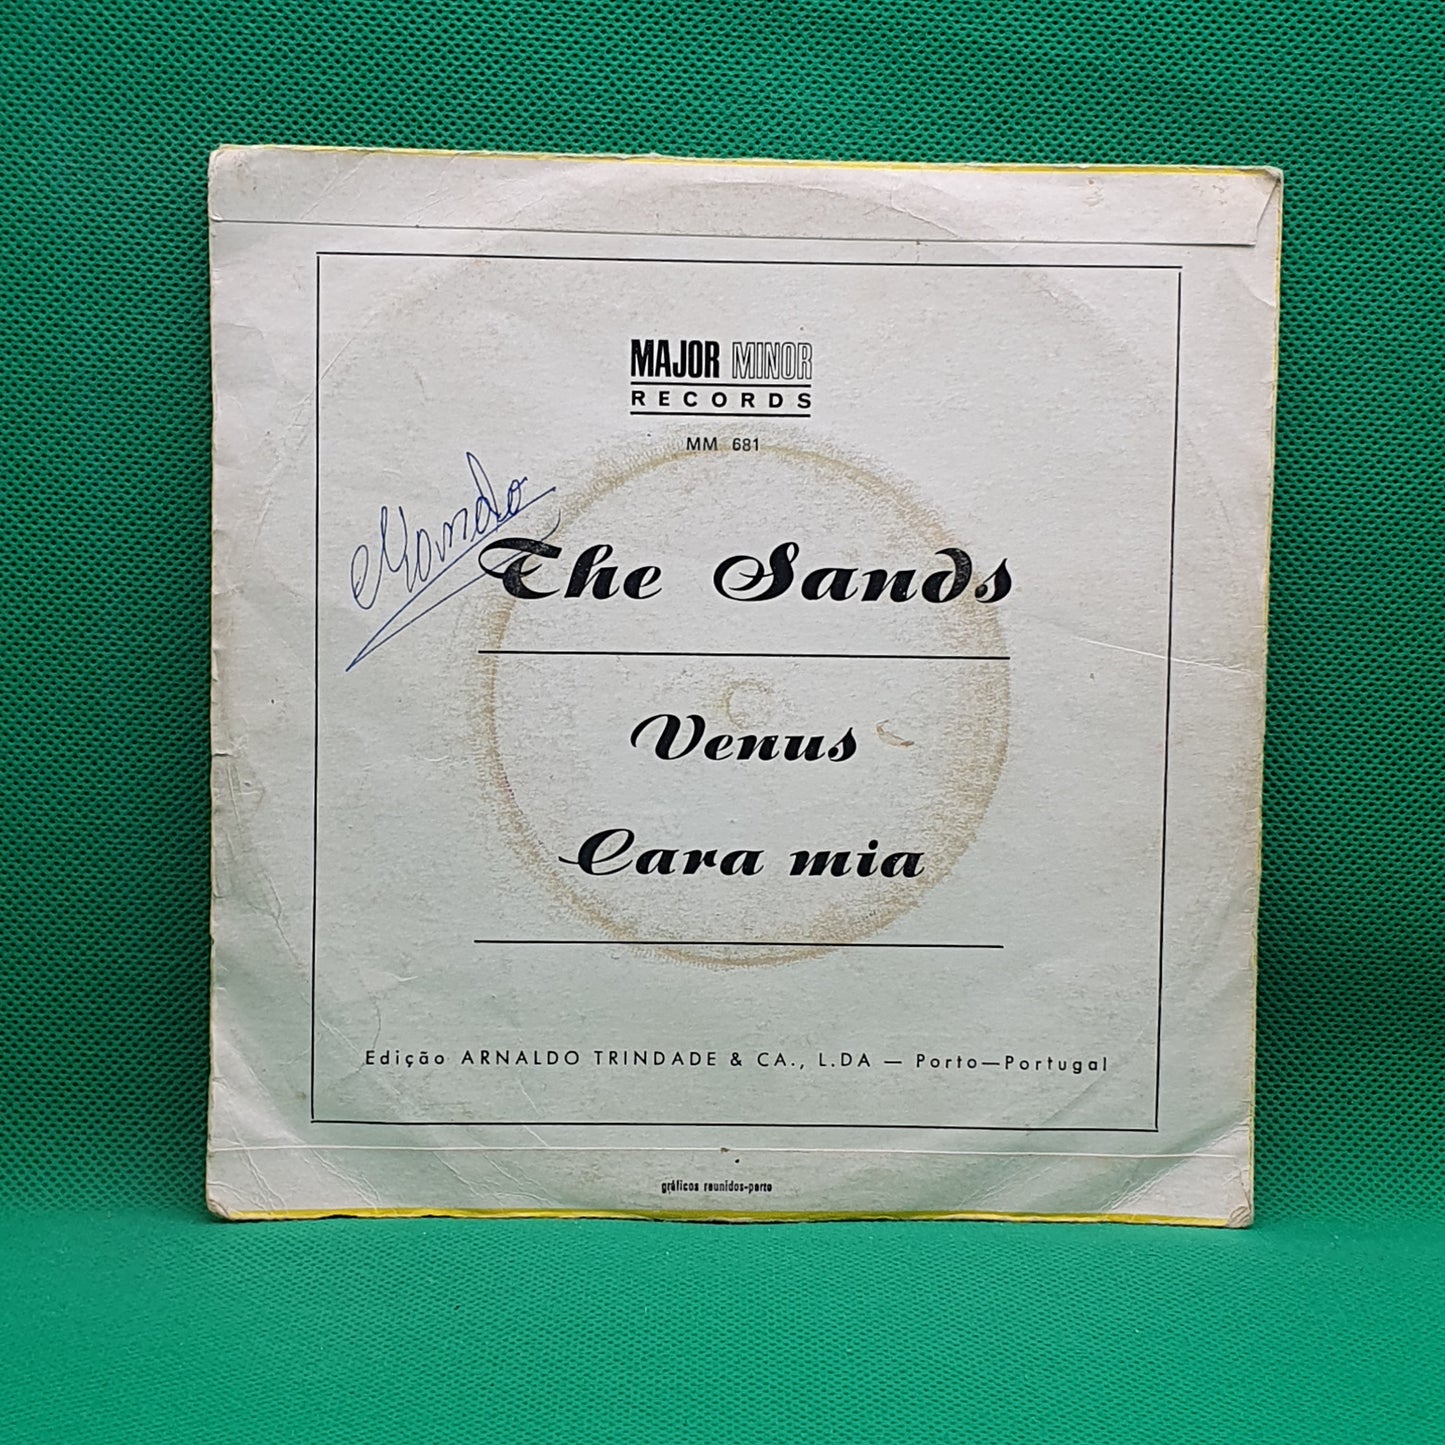 MAJOR MINOR
RECORDS
MM 681
The Sands
Venus
Cara mia
Edição ARNALDO TRINDADE & CA., L.DA — Porto—Portugal
gráficos reunidos-porto